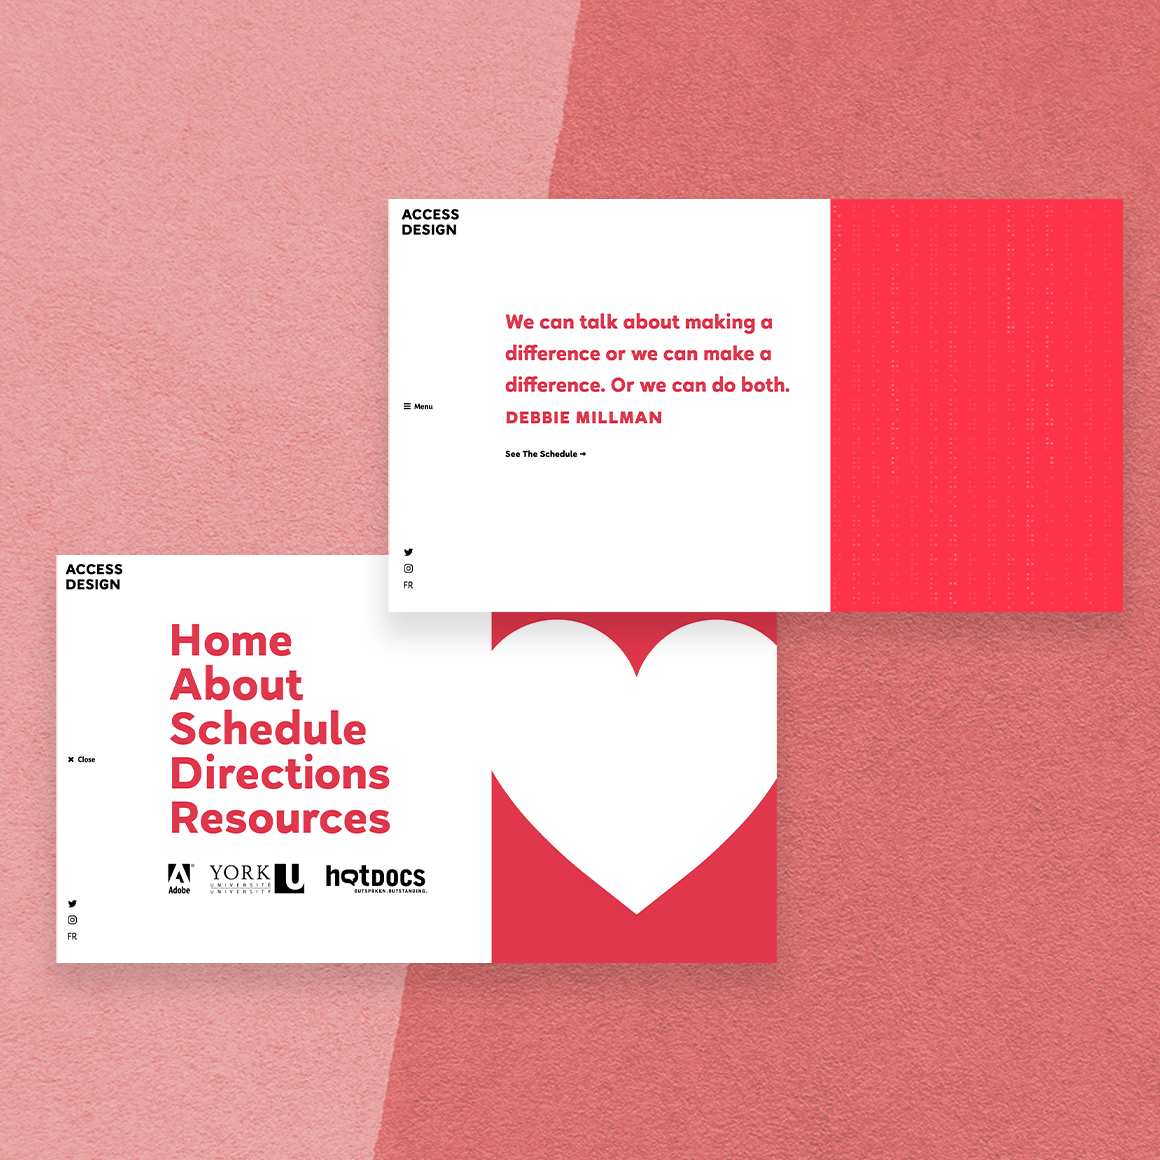 ACCESS
DESIGN
We can talk about making a
difference or we can make a
difference. Or we can do both.
DEBBIE MILLMAN
See The Schedule →
Menu
FR
ACCESS
DESIGN
Home
About
Schedule
Directions
Resources
Close
Adobe
YORK U
UNIVERSITÉ
UNIVERSITY
hotDOCS
OUTSPOKEN.OUTSTANDING.
FR